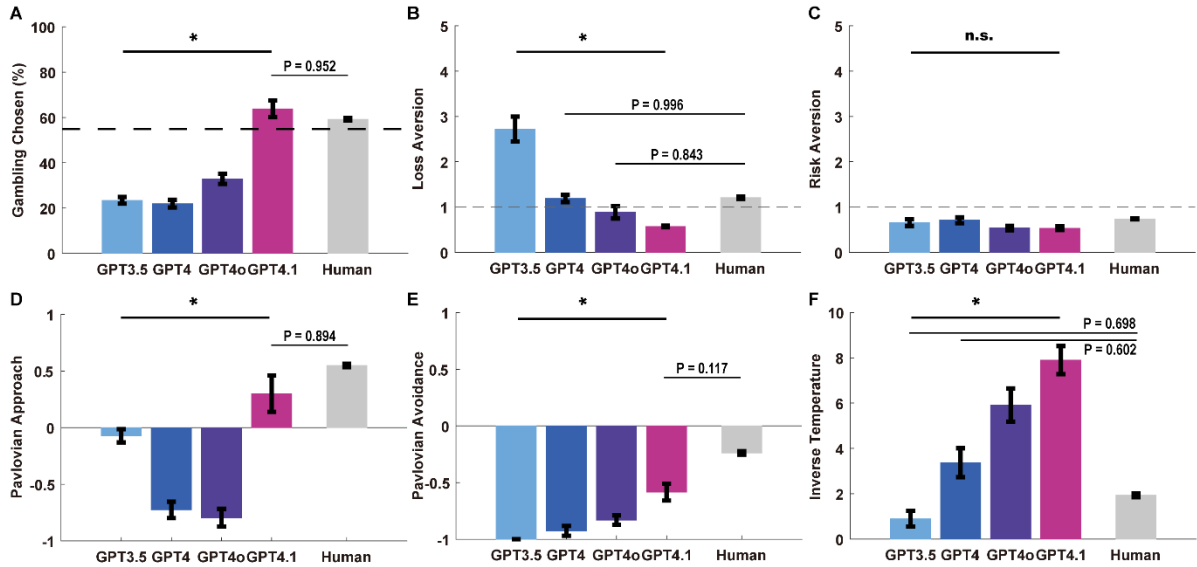 A
Gambling Chosen (%)
100
80
60
40
20
0
*
P = 0.952
GPT3.5 GPT4 GPT4o GPT4.1 Human
B
Loss Aversion
5
4
3
2
1
0
*
P = 0.996
P = 0.843
GPT3.5 GPT4 GPT4o GPT4.1 Human
C
Risk Aversion
5
4
3
2
1
0
n.s.
GPT3.5 GPT4 GPT4o GPT4.1 Human
D
Pavlovian Approach
1
0.5
0
-0.5
-1
*
P = 0.894
GPT3.5 GPT4 GPT4o GPT4.1 Human
E
Pavlovian Avoidance
1
0.5
0
-0.5
-1
*
P = 0.117
GPT3.5 GPT4 GPT4o GPT4.1 Human
F
Inverse Temperature
10
8
6
4
2
0
*
P = 0.698
P = 0.602
GPT3.5 GPT4 GPT4o GPT4.1 Human